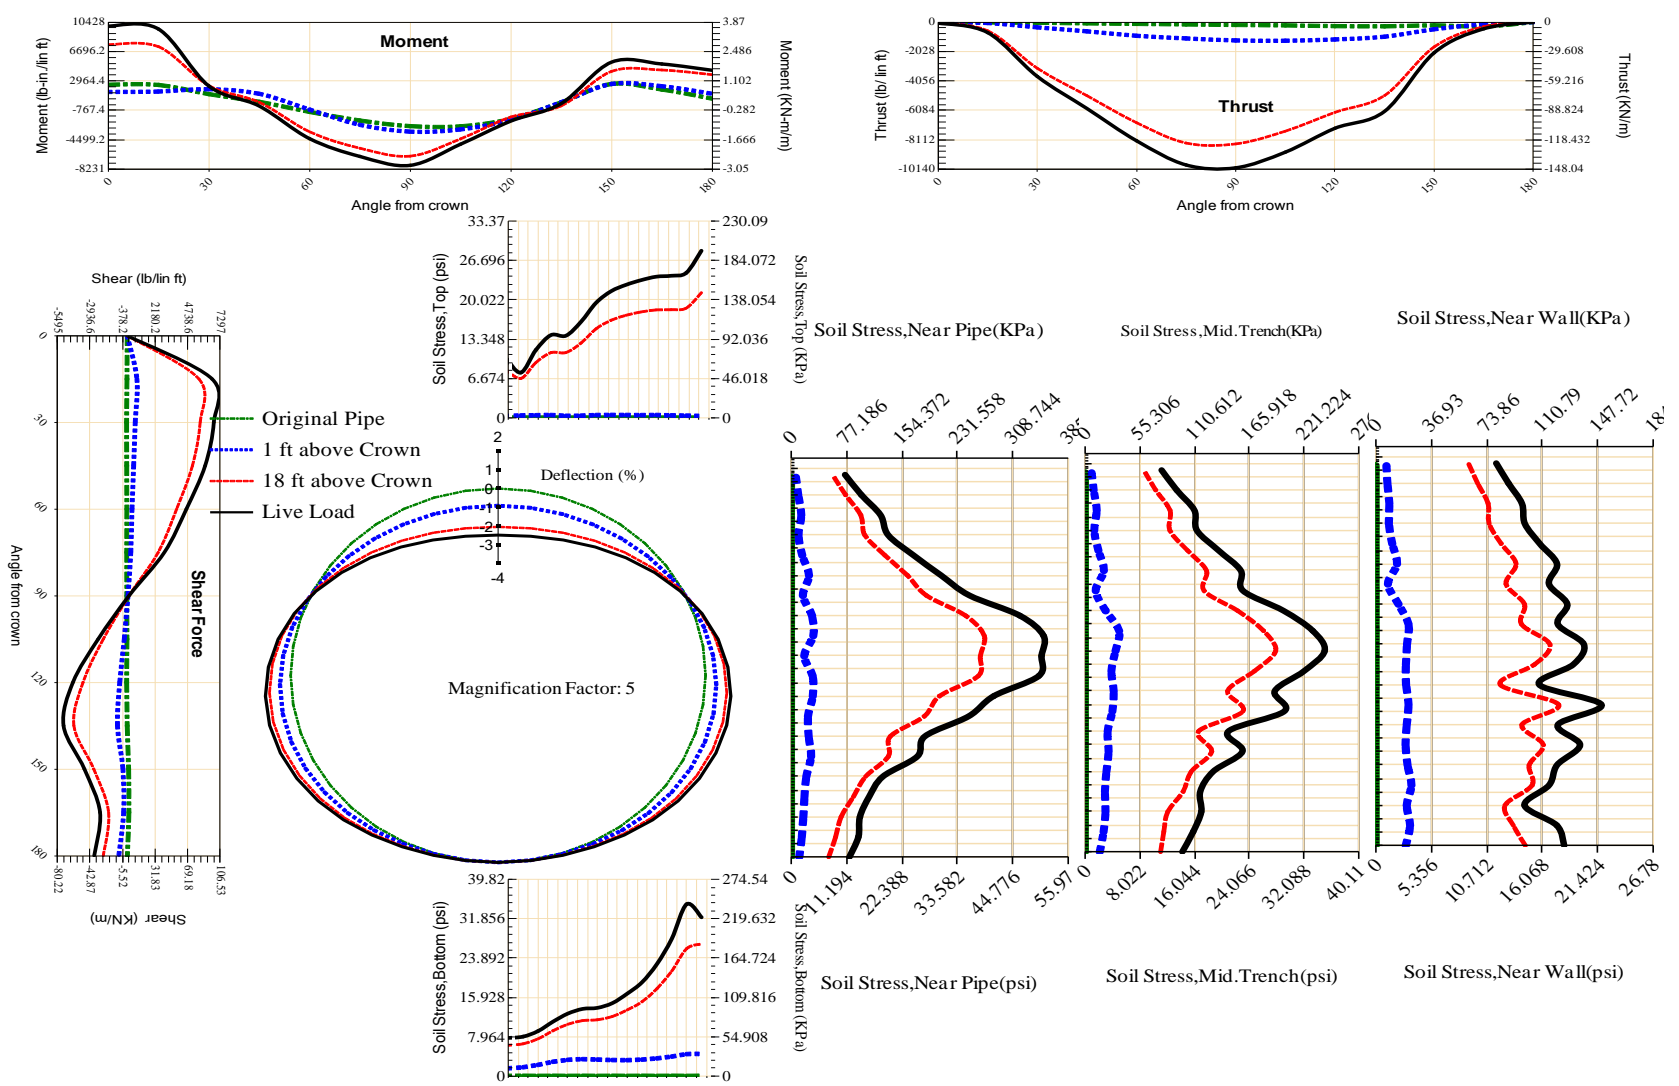 10428
6696.2
2964.4
-767.4
-4499.2
-8231
Moment (lb-in./lin ft)
Moment
3.87
2.486
1.102
-0.282
-1.666
-3.05
Moment (KN-m/m)
0 30 60 90 120 150 180
Angle from crown
0
-2028
-4056
-6084
-8112
-10140
Thrust (lb/ lin ft)
Thrust
0
-29.608
-59.216
-88.824
-118.432
-148.04
Thrust (KN/m)
0 30 60 90 120 150 180
Angle from crown
33.37
26.696
20.022
13.348
6.674
0
Soil Stress,Top (psi)
230.09
184.072
138.054
92.036
46.018
0
Soil Stress,Top (KPa)
Shear (lb/lin ft)
-5495 -2936.6 -378.2 2180.2 4738.6 7297
0
30
60
90
120
150
180
Angle from crown
Shear Force
-80.22 -42.87 -5.52 31.83 69.18 106.53
Shear (KN/m)
Original Pipe
1 ft above Crown
18 ft above Crown
Live Load
2
1
0
-1
-2
-3
-4
Deflection (%)
Magnification Factor: 5
39.82
31.856
23.892
15.928
7.964
0
Soil Stress,Bottom (psi)
274.54
219.632
164.724
109.816
54.908
0
Soil Stress,Bottom (KPa)
Soil Stress,Near Pipe(KPa)
0 77.186 154.372 231.558 308.744
0 11.194 22.388 33.582 44.776 55.97
Soil Stress,Near Pipe(psi)
Soil Stress,Mid.Trench(KPa)
0 55.306 110.612 165.918 221.224
0 8.022 16.044 24.066 32.088 40.11
Soil Stress,Mid.Trench(psi)
Soil Stress,Near Wall(KPa)
0 36.93 73.86 110.79 147.72
0 5.356 10.712 16.068 21.424 26.78
Soil Stress,Near Wall(psi)